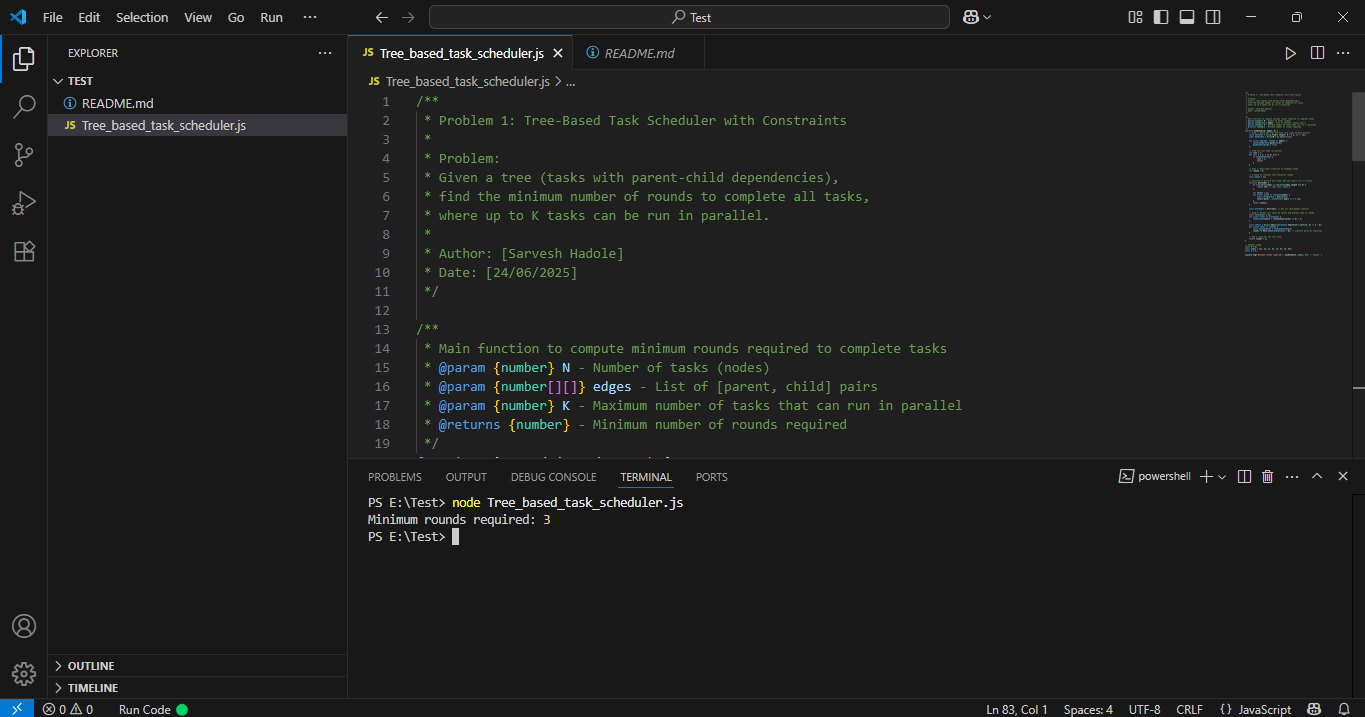 File Edit Selection View Go Run ··· Test
EXPLORER ···
TEST
README.md
JS Tree_based_task_scheduler.js
OUTLINE
TIMELINE
JS Tree_based_task_scheduler.js README.md
JS Tree_based_task_scheduler.js > ...
1 /**
2 * Problem 1: Tree-Based Task Scheduler with Constraints
3 *
4 * Problem:
5 * Given a tree (tasks with parent-child dependencies),
6 * find the minimum number of rounds to complete all tasks,
7 * where up to K tasks can be run in parallel.
8 *
9 * Author: [Sarvesh Hadole]
10 * Date: [24/06/2025]
11 */
12
13 /**
14 * Main function to compute minimum rounds required to complete tasks
15 * @param {number} N - Number of tasks (nodes)
16 * @param {number[][]} edges - List of [parent, child] pairs
17 * @param {number} K - Maximum number of tasks that can run in parallel
18 * @returns {number} - Minimum number of rounds required
19 */
PROBLEMS OUTPUT DEBUG CONSOLE TERMINAL PORTS powershell
PS E:\Test> node Tree_based_task_scheduler.js
Minimum rounds required: 3
PS E:\Test>
0 0 Run Code Ln 83, Col 1 Spaces: 4 UTF-8 CRLF {} JavaScript